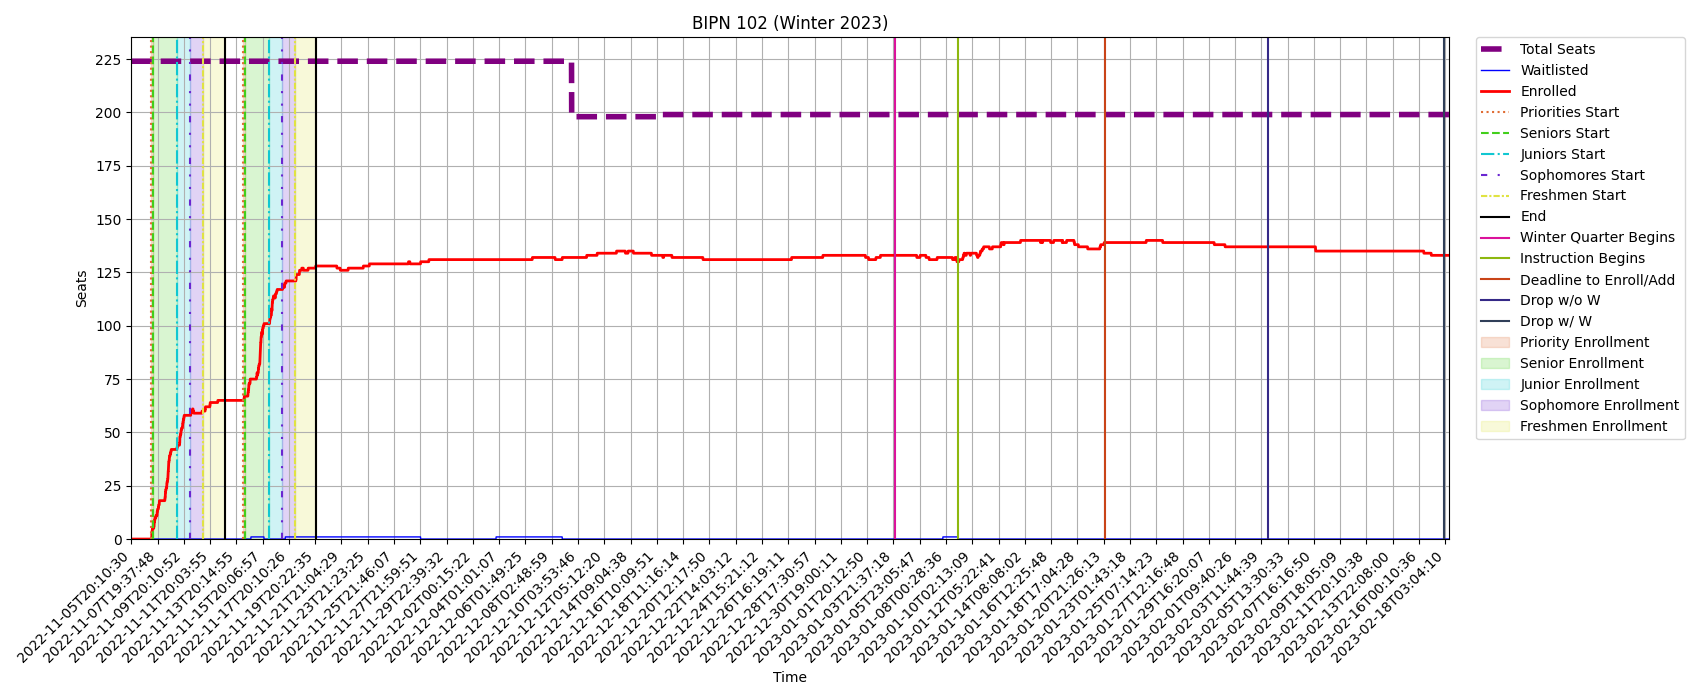 BIPN 102 (Winter 2023)
225
200
175
150
125
100
75
50
25
0
Seats
2022-11-05T20:10:30
2022-11-07T19:37:48
2022-11-09T20:10:52
2022-11-11T20:03:55
2022-11-13T20:14:55
2022-11-15T20:06:57
2022-11-17T20:10:26
2022-11-19T20:22:35
2022-11-21T21:04:29
2022-11-23T21:23:25
2022-11-25T21:46:07
2022-11-27T21:59:51
2022-11-29T22:39:32
2022-12-02T00:15:22
2022-12-04T01:01:07
2022-12-06T01:49:25
2022-12-08T02:48:59
2022-12-10T03:53:46
2022-12-12T05:12:20
2022-12-14T09:04:38
2022-12-16T10:09:51
2022-12-18T11:16:14
2022-12-20T12:17:50
2022-12-22T14:03:12
2022-12-24T15:21:12
2022-12-26T16:19:11
2022-12-28T17:30:57
2022-12-30T19:00:11
2023-01-01T20:12:50
2023-01-03T21:37:18
2023-01-05T23:05:47
2023-01-08T00:28:36
2023-01-10T02:13:09
2023-01-12T05:22:41
2023-01-14T08:08:02
2023-01-16T12:25:48
2023-01-18T17:04:28
2023-01-20T21:26:13
2023-01-23T01:43:18
2023-01-25T07:14:23
2023-01-27T12:16:48
2023-01-29T16:20:07
2023-02-01T09:40:26
2023-02-03T11:44:39
2023-02-05T13:30:33
2023-02-07T16:16:50
2023-02-09T18:05:09
2023-02-11T20:10:38
2023-02-13T22:08:00
2023-02-16T00:10:36
2023-02-18T03:04:10
Time
Total Seats
Waitlisted
Enrolled
Priorities Start
Seniors Start
Juniors Start
Sophomores Start
Freshmen Start
End
Winter Quarter Begins
Instruction Begins
Deadline to Enroll/Add
Drop w/o W
Drop w/ W
Priority Enrollment
Senior Enrollment
Junior Enrollment
Sophomore Enrollment
Freshmen Enrollment